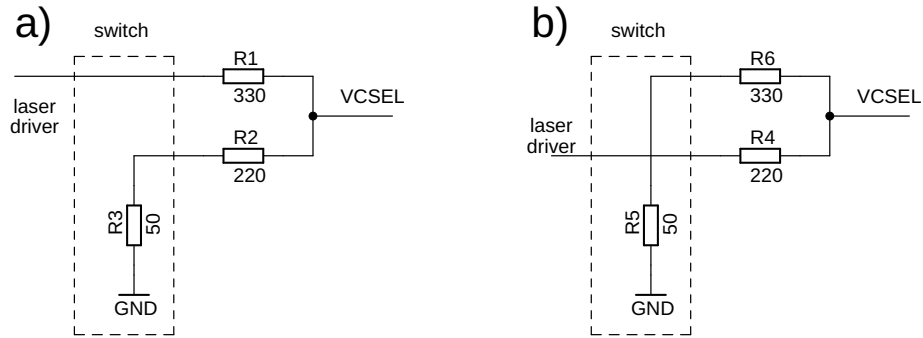 a)
switch
R1
330
laser
driver
VCSEL
R2
220
R3
50
GND
b)
switch
R6
330
VCSEL
laser
driver
R4
220
R5
50
GND